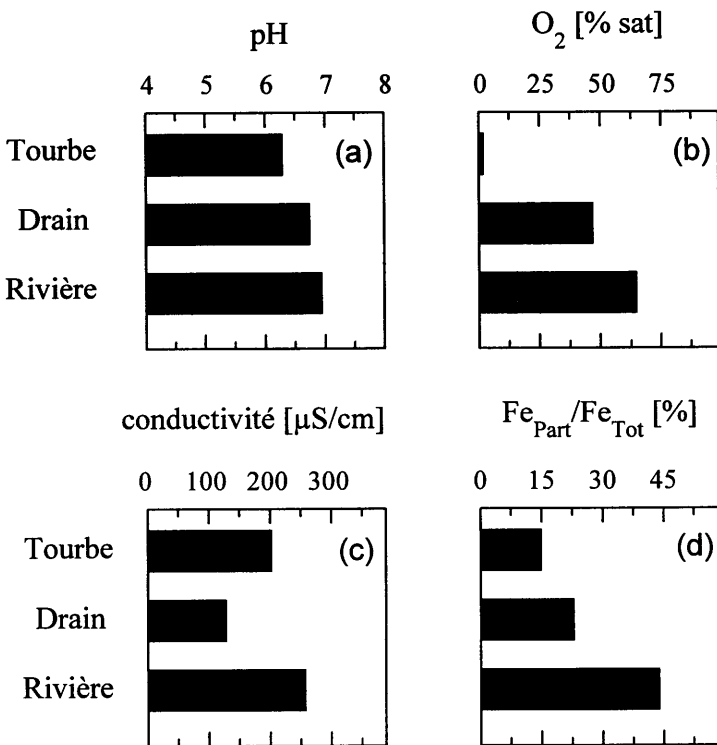 pH
4 5 6 7 8
Tourbe
Drain
Rivière
(a)
O2 [% sat]
0 25 50 75
(b)
conductivité [µS/cm]
0 100 200 300
Tourbe
Drain
Rivière
(c)
FePart/FeTot [%]
0 15 30 45
(d)